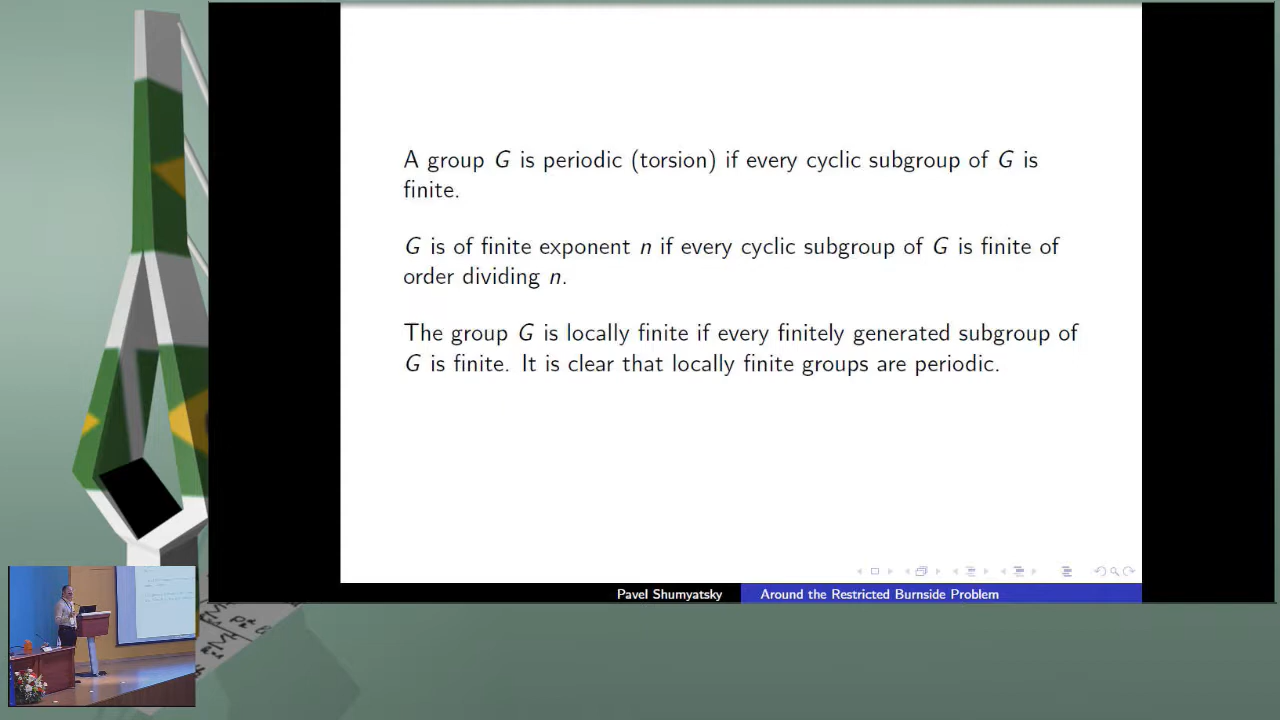 A group G is periodic (torsion) if every cyclic subgroup of G is
finite.
G is of finite exponent n if every cyclic subgroup of G is finite of
order dividing n.
The group G is locally finite if every finitely generated subgroup of
G is finite. It is clear that locally finite groups are periodic.
Pavel Shumyatsky
Around the Restricted Burnside Problem